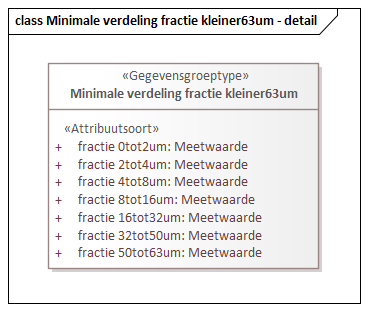 class Minimale verdeling fractie kleiner63um - detail
«Gegevensgroeptype»
Minimale verdeling fractie kleiner63um
«Attribuutsoort»
+ fractie 0tot2um: Meetwaarde
+ fractie 2tot4um: Meetwaarde
+ fractie 4tot8um: Meetwaarde
+ fractie 8tot16um: Meetwaarde
+ fractie 16tot32um: Meetwaarde
+ fractie 32tot50um: Meetwaarde
+ fractie 50tot63um: Meetwaarde